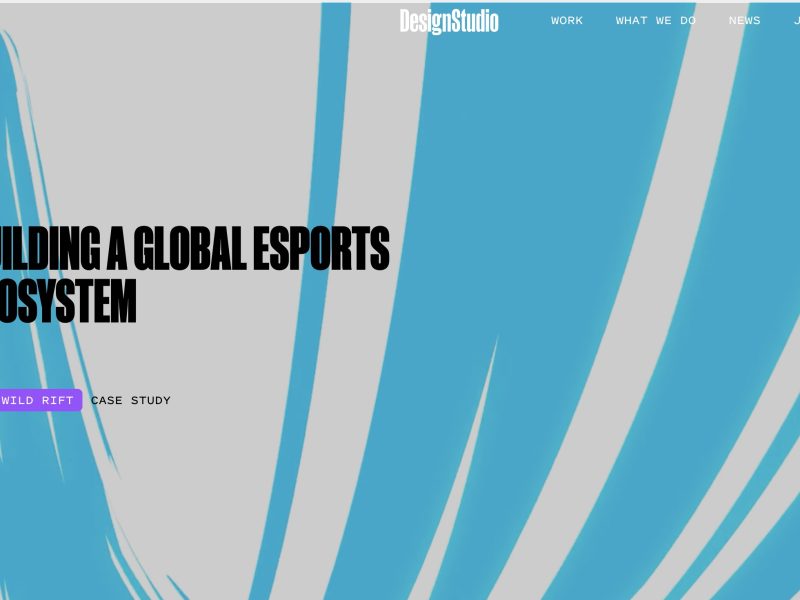 DesignStudio
WORK
WHAT WE DO
NEWS
J
ILDING A GLOBAL ESPORTS
OSYSTEM
WILD RIFT
CASE STUDY